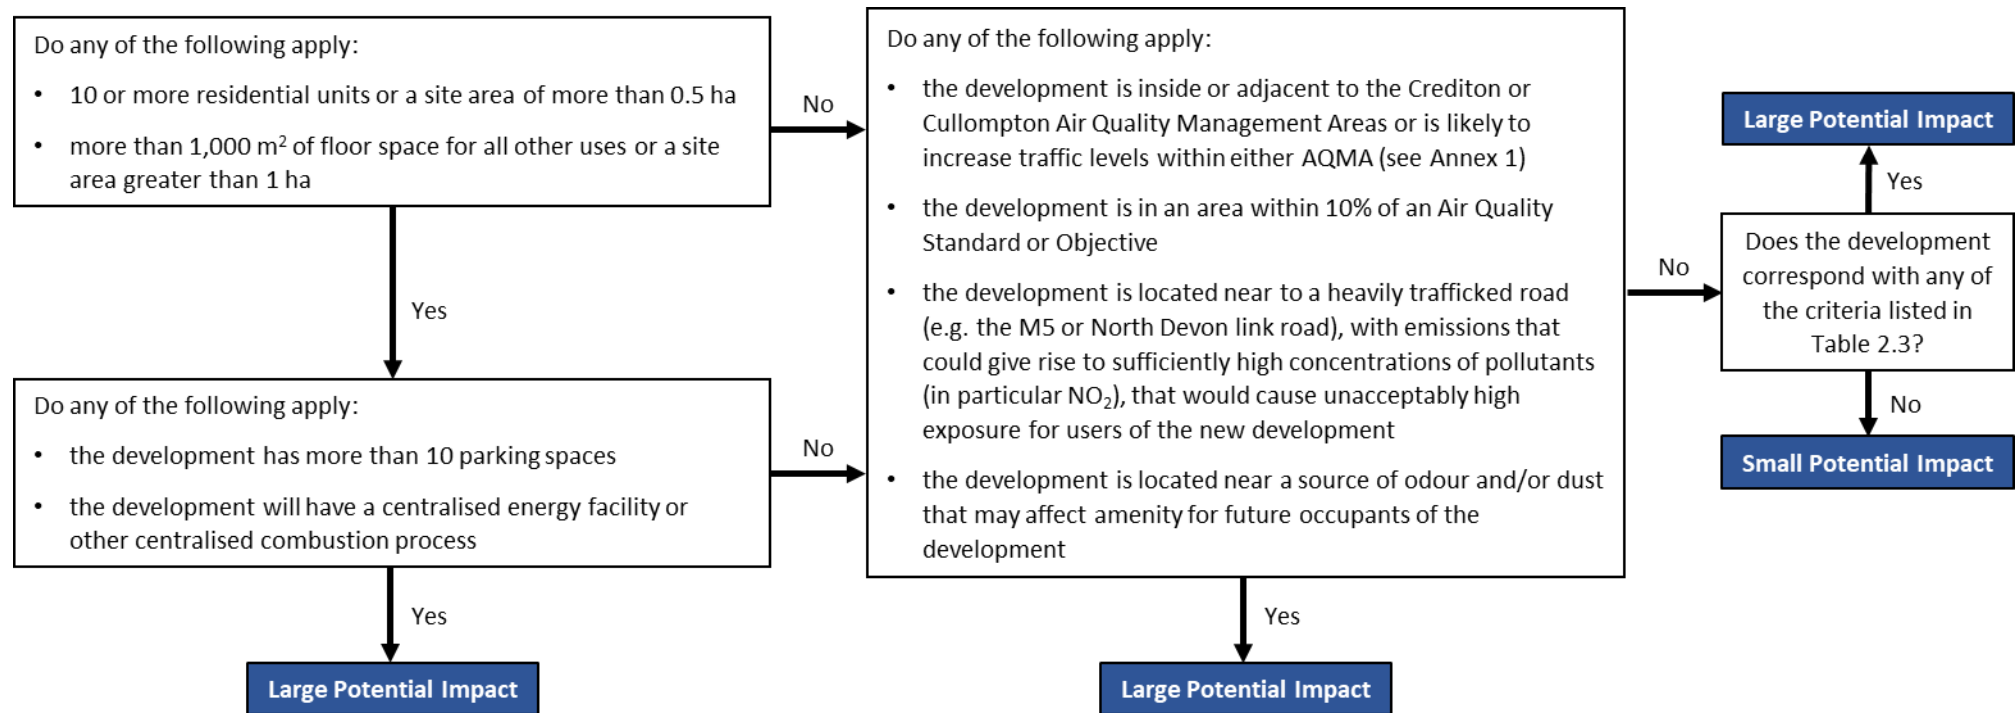 Do any of the following apply:
• 10 or more residential units or a site area of more than 0.5 ha
• more than 1,000 m² of floor space for all other uses or a site
area greater than 1 ha
No
Yes
Do any of the following apply:
• the development has more than 10 parking spaces
• the development will have a centralised energy facility or
other centralised combustion process
No
Yes
Large Potential Impact
Do any of the following apply:
• the development is inside or adjacent to the Crediton or
Cullompton Air Quality Management Areas or is likely to
increase traffic levels within either AQMA (see Annex 1)
• the development is in an area within 10% of an Air Quality
Standard or Objective
• the development is located near to a heavily trafficked road
(e.g. the M5 or North Devon link road), with emissions that
could give rise to sufficiently high concentrations of pollutants
(in particular NO₂), that would cause unacceptably high
exposure for users of the new development
• the development is located near a source of odour and/or dust
that may affect amenity for future occupants of the
development
Yes
Large Potential Impact
No
Large Potential Impact
Yes
Does the development
correspond with any of
the criteria listed in
Table 2.3?
No
Small Potential Impact